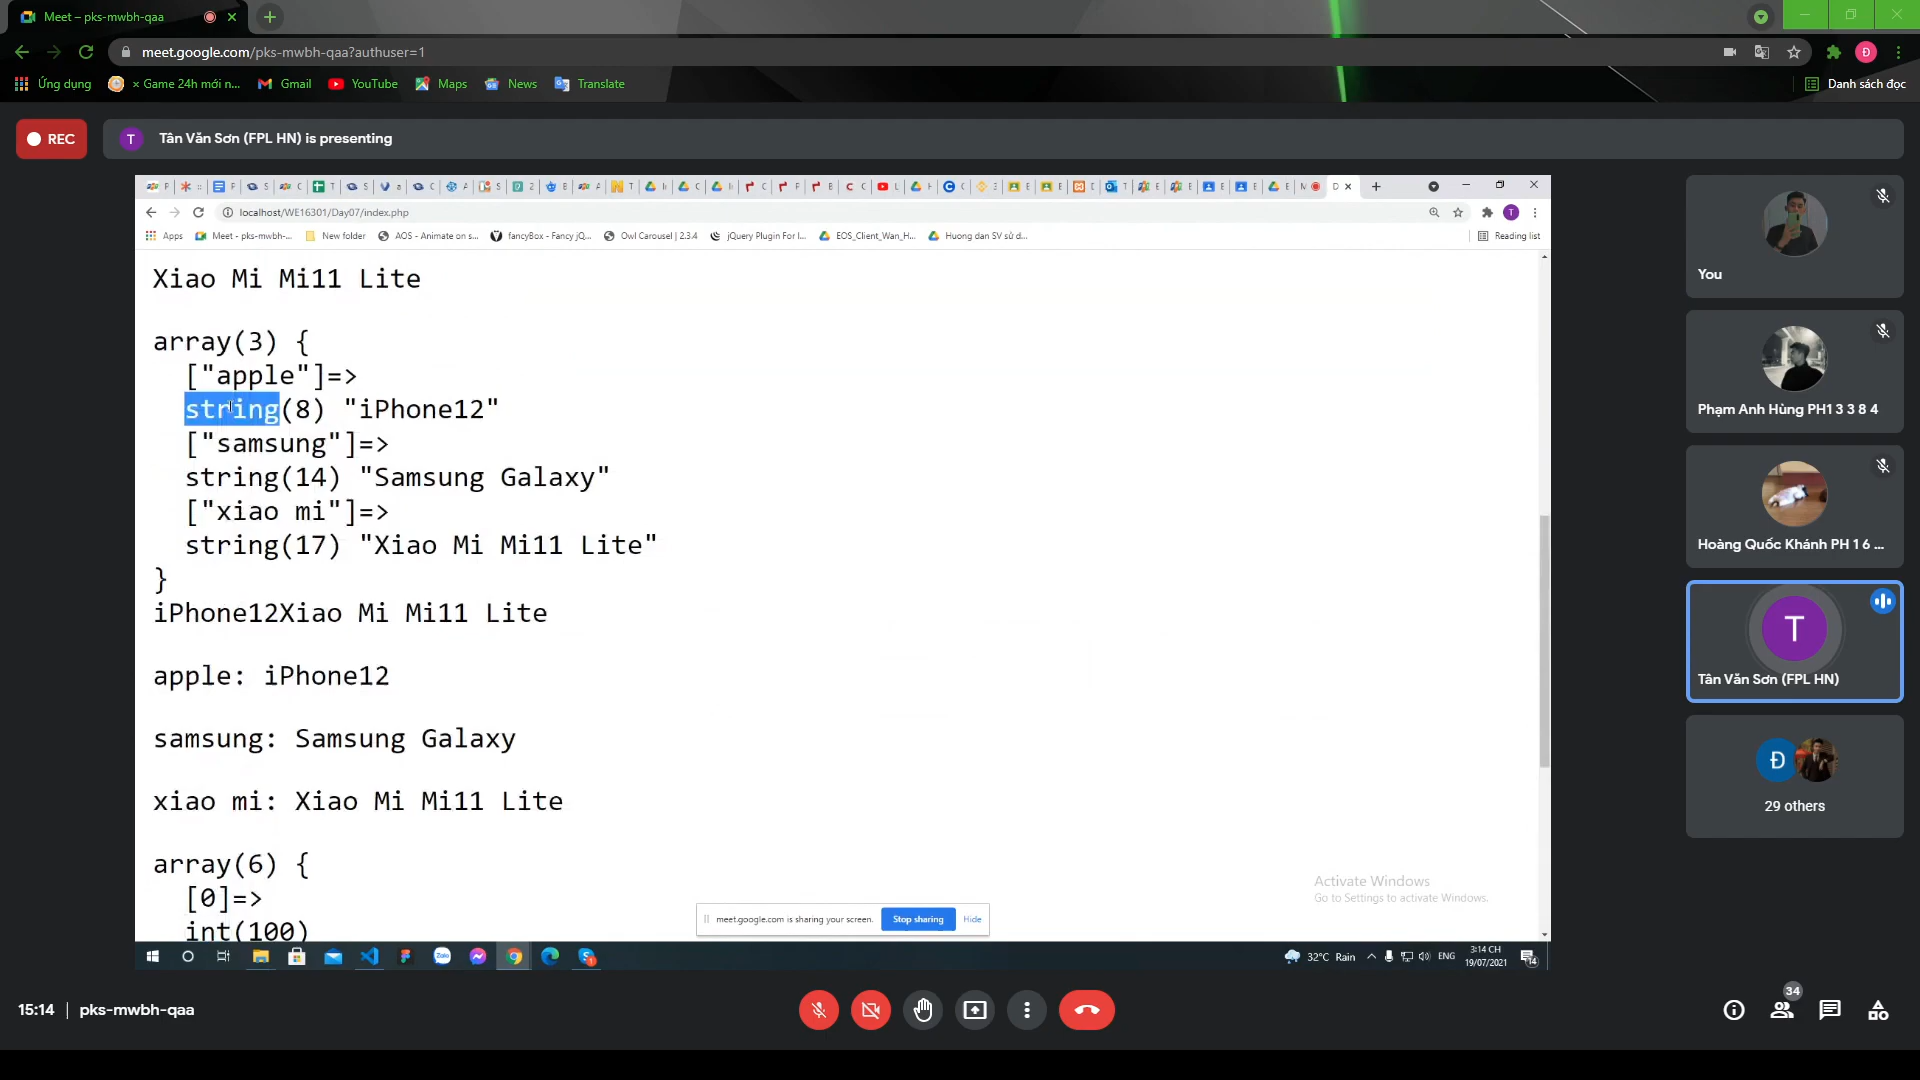 Meet – pks-mwbh-qaa
meet.google.com/pks-mwbh-qaa?authuser=1
Ứng dụng
× Game 24h mới n...
Gmail
YouTube
Maps
News
Translate
Danh sách đọc
REC
T
Tân Văn Sơn (FPL HN) is presenting
localhost/WE16301/Day07/index.php
Apps
Meet - pks-mwbh-...
New folder
AOS - Animate on s...
fancyBox - Fancy jQ...
Owl Carousel | 2.3.4
jQuery Plugin For I...
EOS_Client_Wan_H...
Huong dan SV sử d...
Reading list
Xiao Mi Mi11 Lite
array(3) {
["apple"]=>
string(8) "iPhone12"
["samsung"]=>
string(14) "Samsung Galaxy"
["xiao mi"]=>
string(17) "Xiao Mi Mi11 Lite"
}
iPhone12Xiao Mi Mi11 Lite
apple: iPhone12
samsung: Samsung Galaxy
xiao mi: Xiao Mi Mi11 Lite
array(6) {
[0]=>
int(100)
Activate Windows
Go to Settings to activate Windows.
meet.google.com is sharing your screen.
Stop sharing
Hide
32°C Rain
ENG
3:14 CH
19/07/2021
You
Phạm Anh Hùng PH1 3 3 8 4
Hoàng Quốc Khánh PH 1 6 ...
T
Tân Văn Sơn (FPL HN)
Đ
29 others
15:14 | pks-mwbh-qaa
34